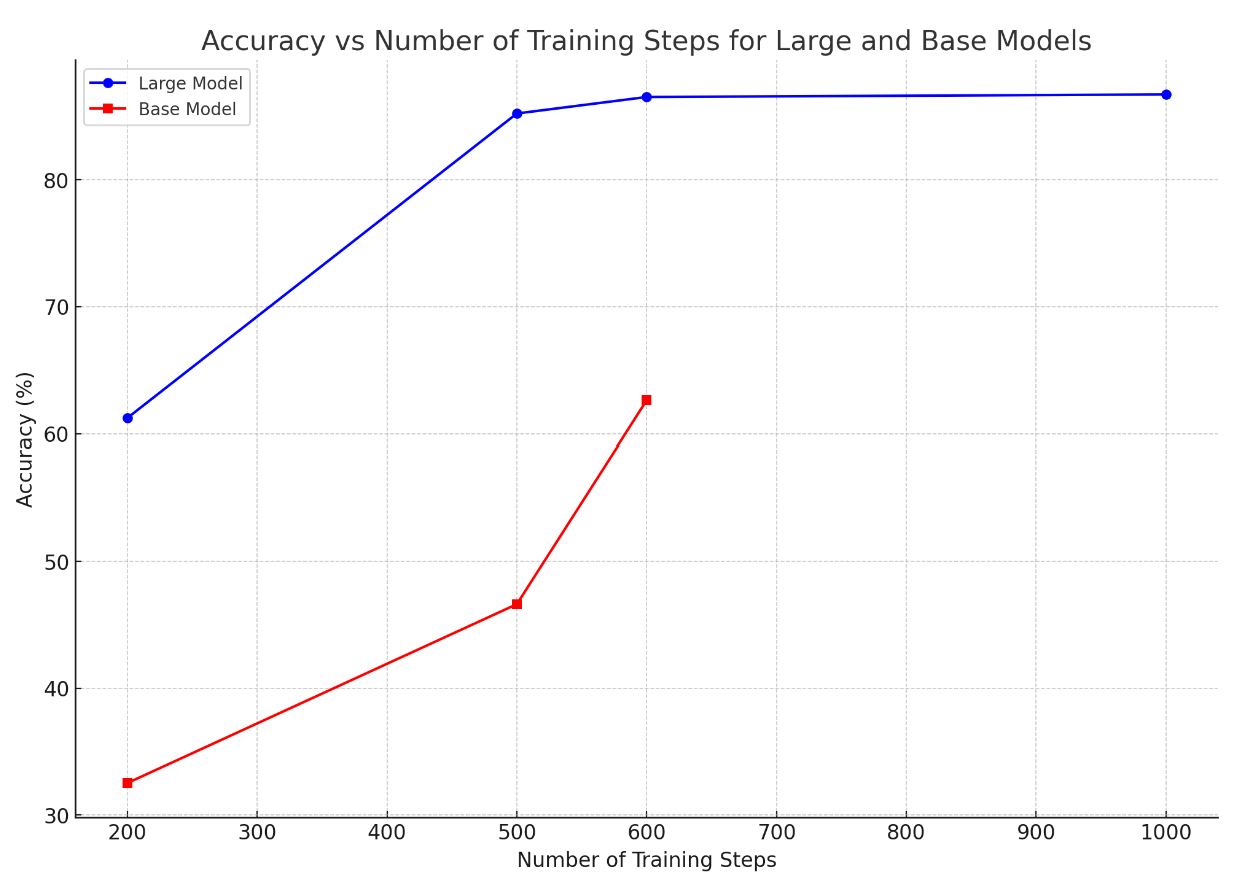 Accuracy vs Number of Training Steps for Large and Base Models
Large Model
Base Model
Accuracy (%)
80
70
60
50
40
30
200 300 400 500 600 700 800 900 1000
Number of Training Steps